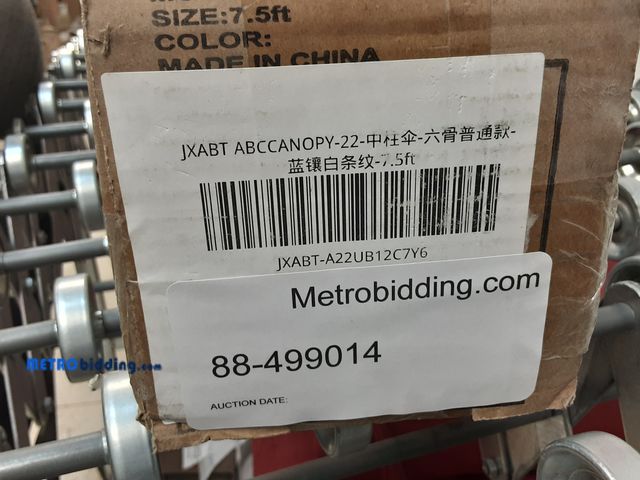 SIZE:7.5ft
COLOR:
MADE IN CHINA
JXABT ABCCANOPY-22-中柱伞-六骨普通款-
蓝镶白条纹-7.5ft
JXABT-A22UB12C7Y6
Metrobidding.com
88-499014
AUCTION DATE:
METRObidding.com